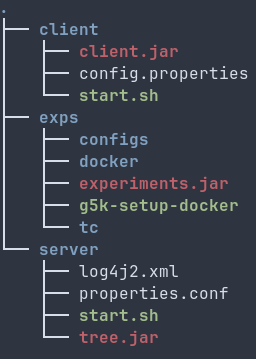 .
├── client
│   ├── client.jar
│   ├── config.properties
│   └── start.sh
├── exps
│   ├── configs
│   ├── docker
│   ├── experiments.jar
│   ├── g5k-setup-docker
│   └── tc
└── server
    ├── log4j2.xml
    ├── properties.conf
    ├── start.sh
    └── tree.jar